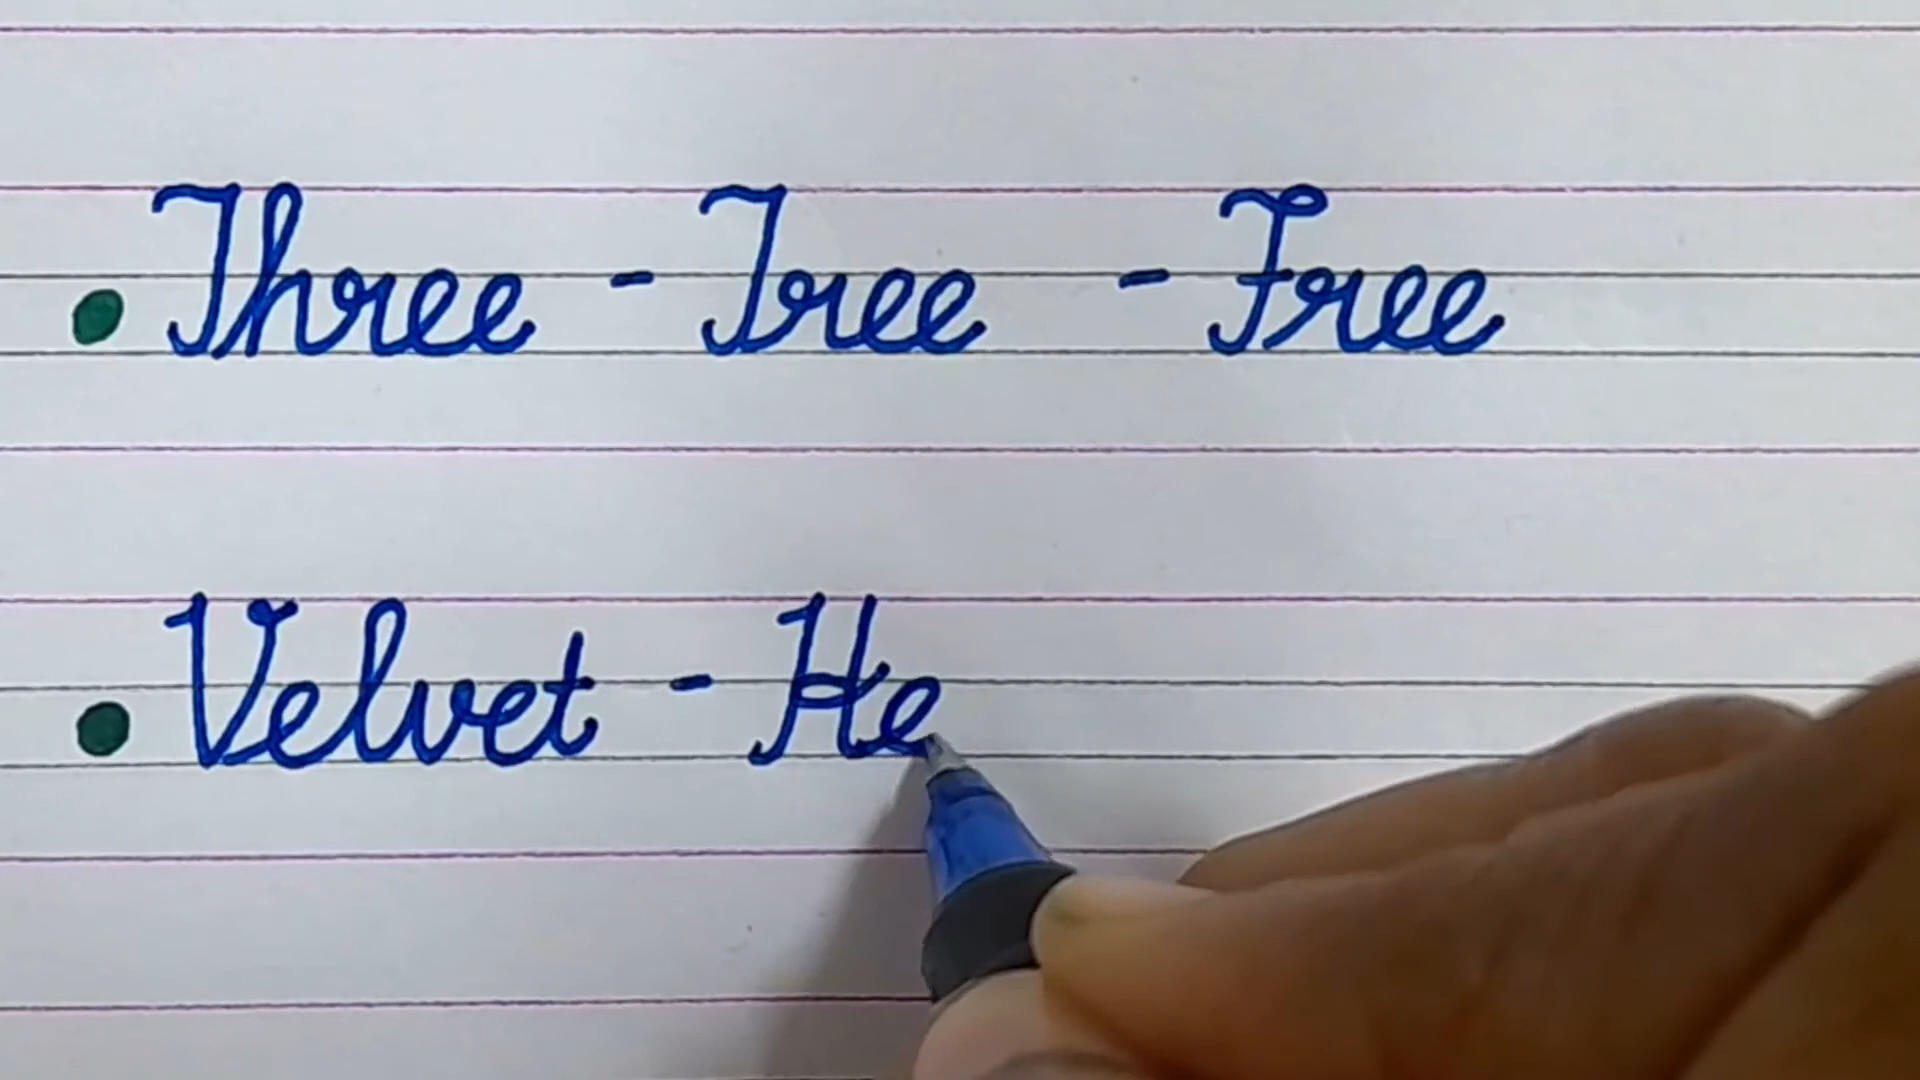 • Three - Tree - Free
• Velvet - He